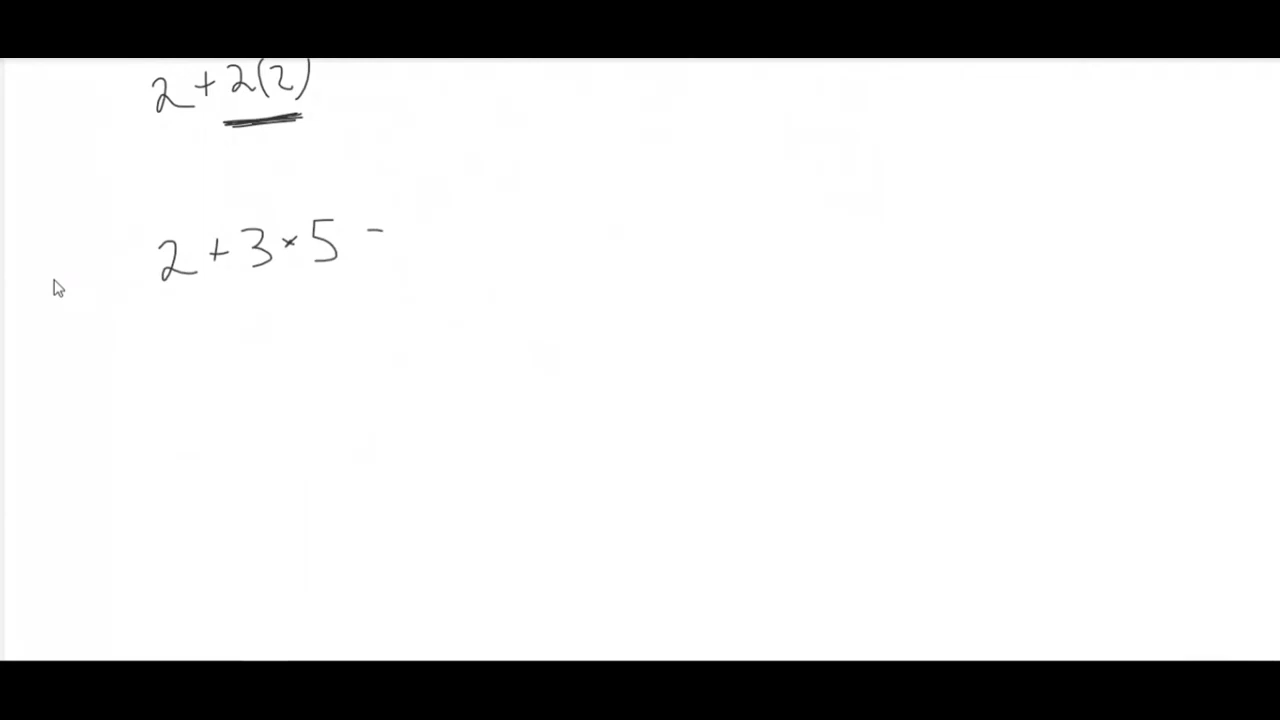 2 + 2(2)
2 + 3 × 5 -